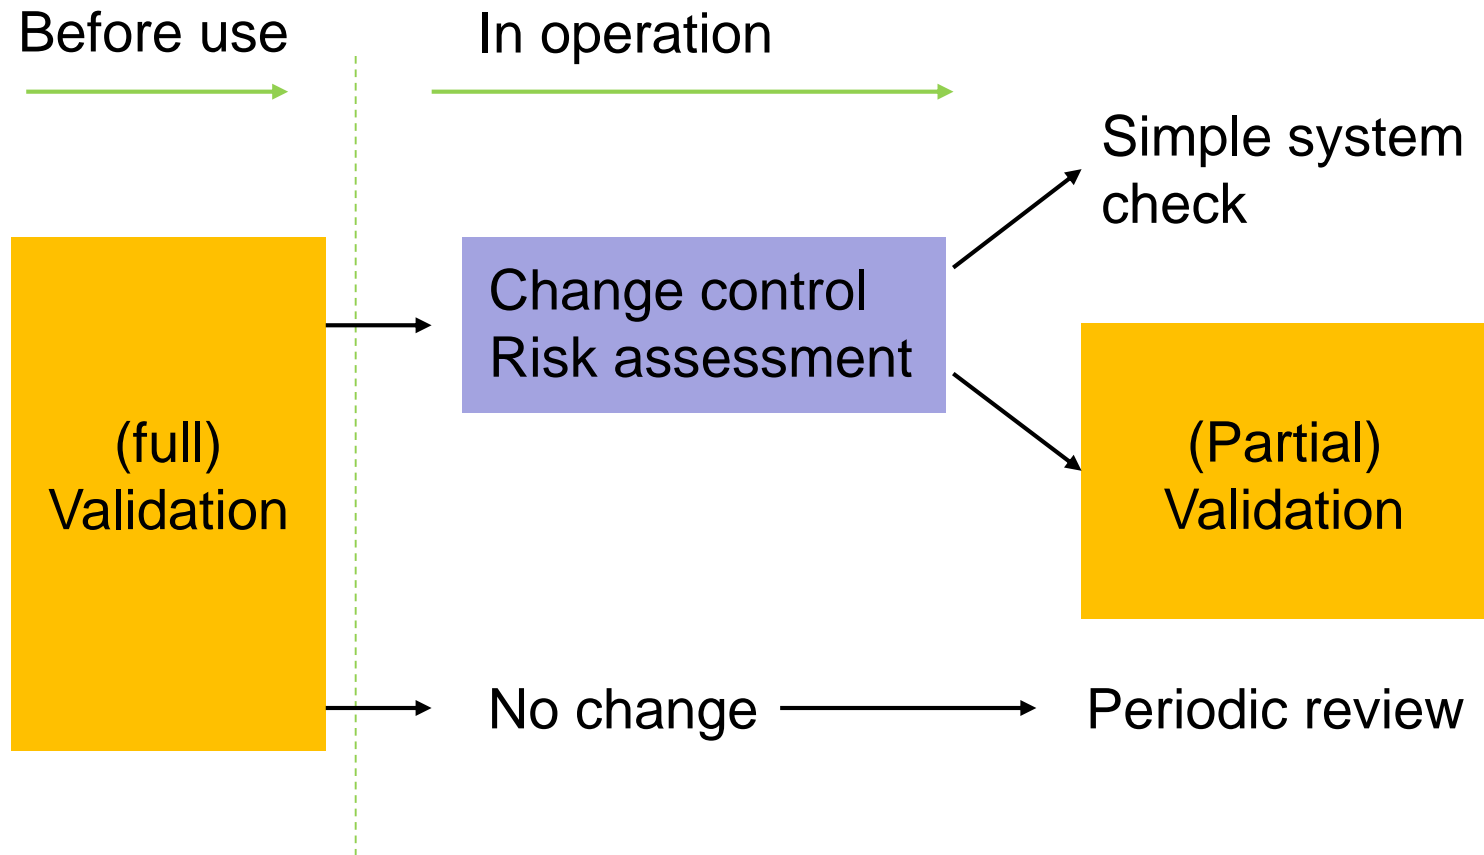 Before use
In operation
Simple system
check
Change control
Risk assessment
(full)
Validation
(Partial)
Validation
No change
Periodic review